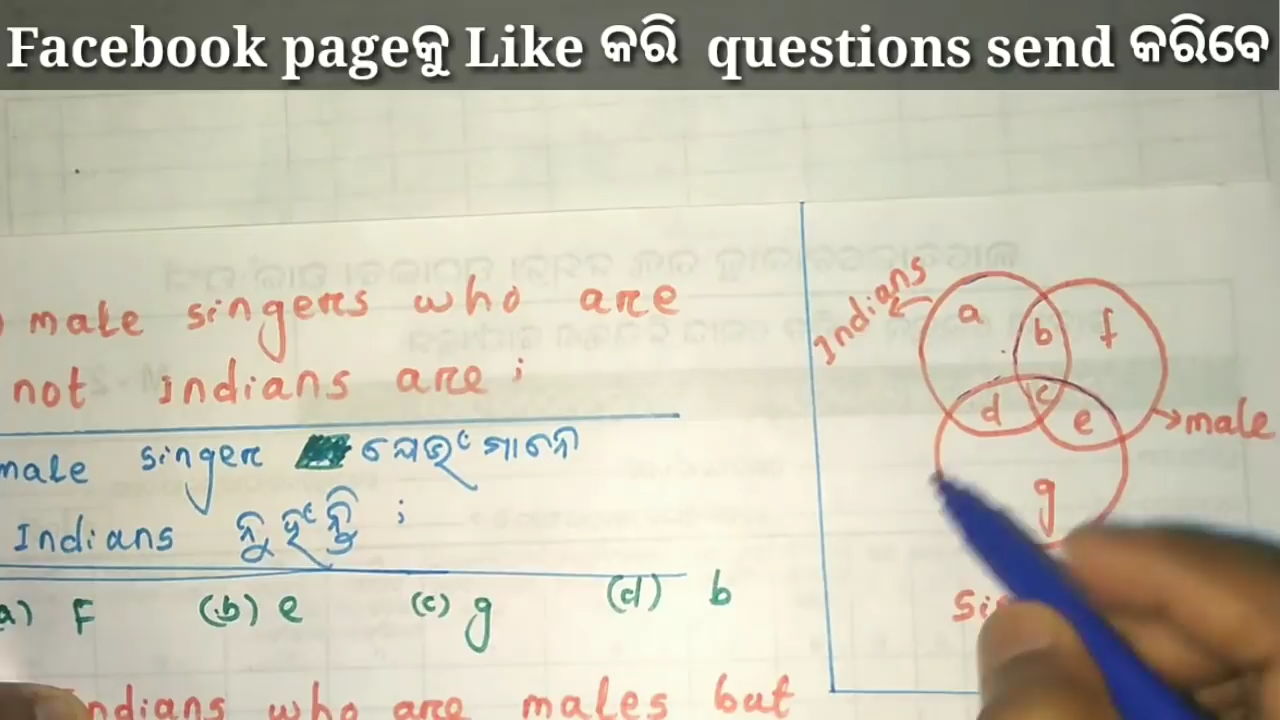 Facebook pageକୁ Like କରି questions send କରିବେ
male singers who are
not indians are ;
male singer ଯେଉଁ ମାନେ
Indians ନୁହଁନ୍ତି ;
a) F (b) e (c) g (d) b
indians who are males but
Indians
a b f
d c e
male
g